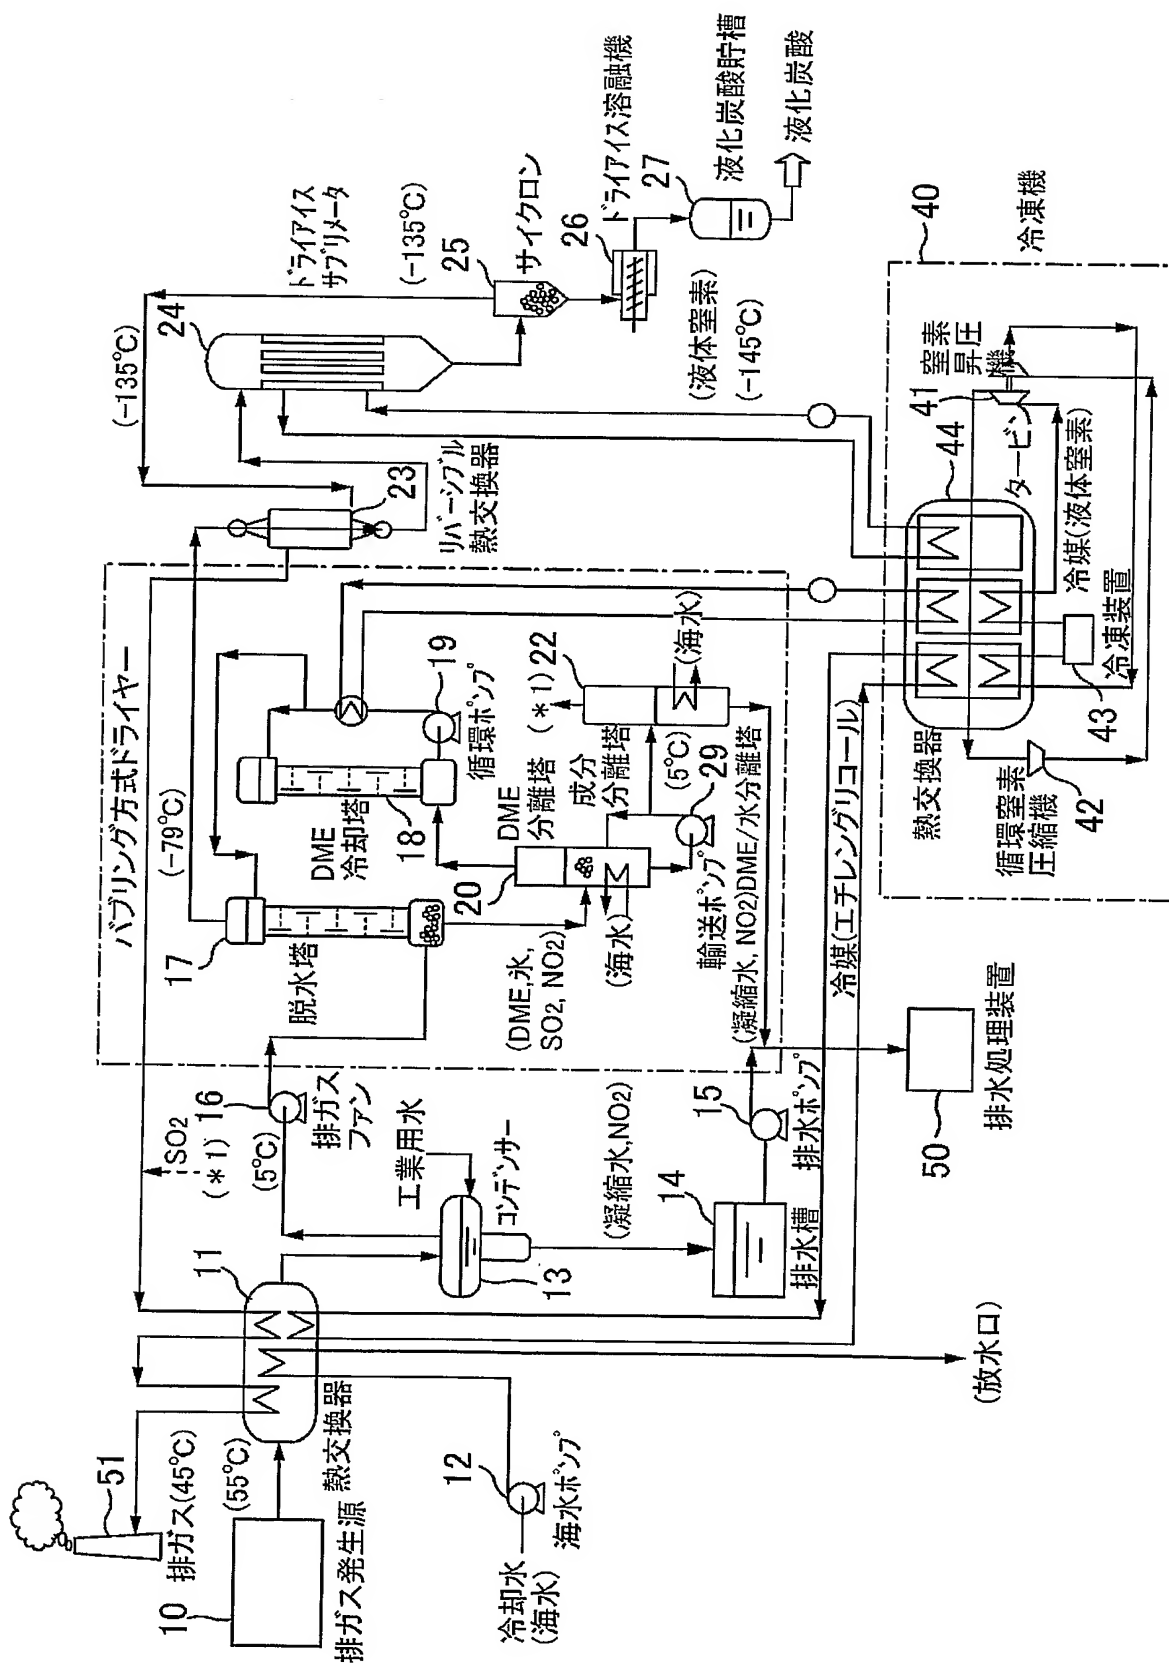 51
排ガス(45℃)
(55℃)
10
排ガス発生源
熱交換器
11
12
海水ポンプ
冷却水
(海水)
(放水口)
SO2
(*1)
(5℃)
16
排ガス
ファン
工業用水
コンデンサー
13
(凝縮水,NO2)
14
排水槽
15
排水ポンプ
50
排水処理装置
バブリング方式ドライヤー
(-79℃)
17
脱水塔
(DME,氷,
SO2,NO2)
DME
冷却塔
18
19
循環ポンプ
20
DME
分離塔
(海水)
成分
分離塔
(*1)
22
(海水)
(5℃)
29
輸送ポンプ
(凝縮水,NO2)DME/水分離塔
冷媒(エチレングリコール)
(-135℃)
リバーシブル
熱交換器
23
24
ドライアイス
サブリメータ
(-135℃)
25
サイクロン
26
ドライアイス溶融機
27
液化炭酸貯槽
液化炭酸
(液体窒素)
(-145℃)
40
冷凍機
窒素
昇圧
機
41
タービン
44
冷媒(液体窒素)
冷凍装置
43
熱交換器
循環窒素
圧縮機
42